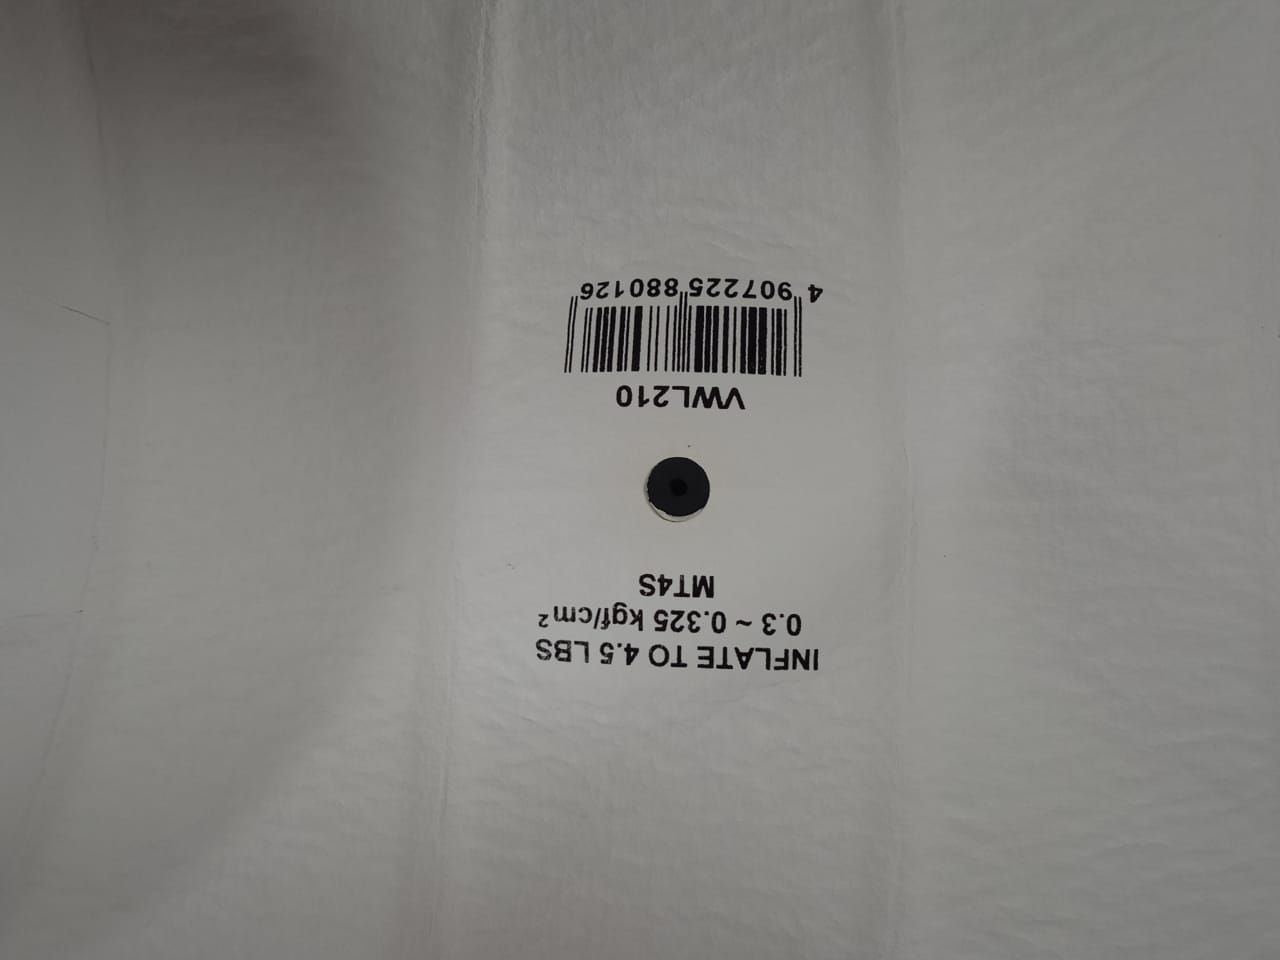 INFLATE TO 4.5 LBS
0.3 ~ 0.325 kgf/cm²
MT4S
VWL210
4 907225 880126